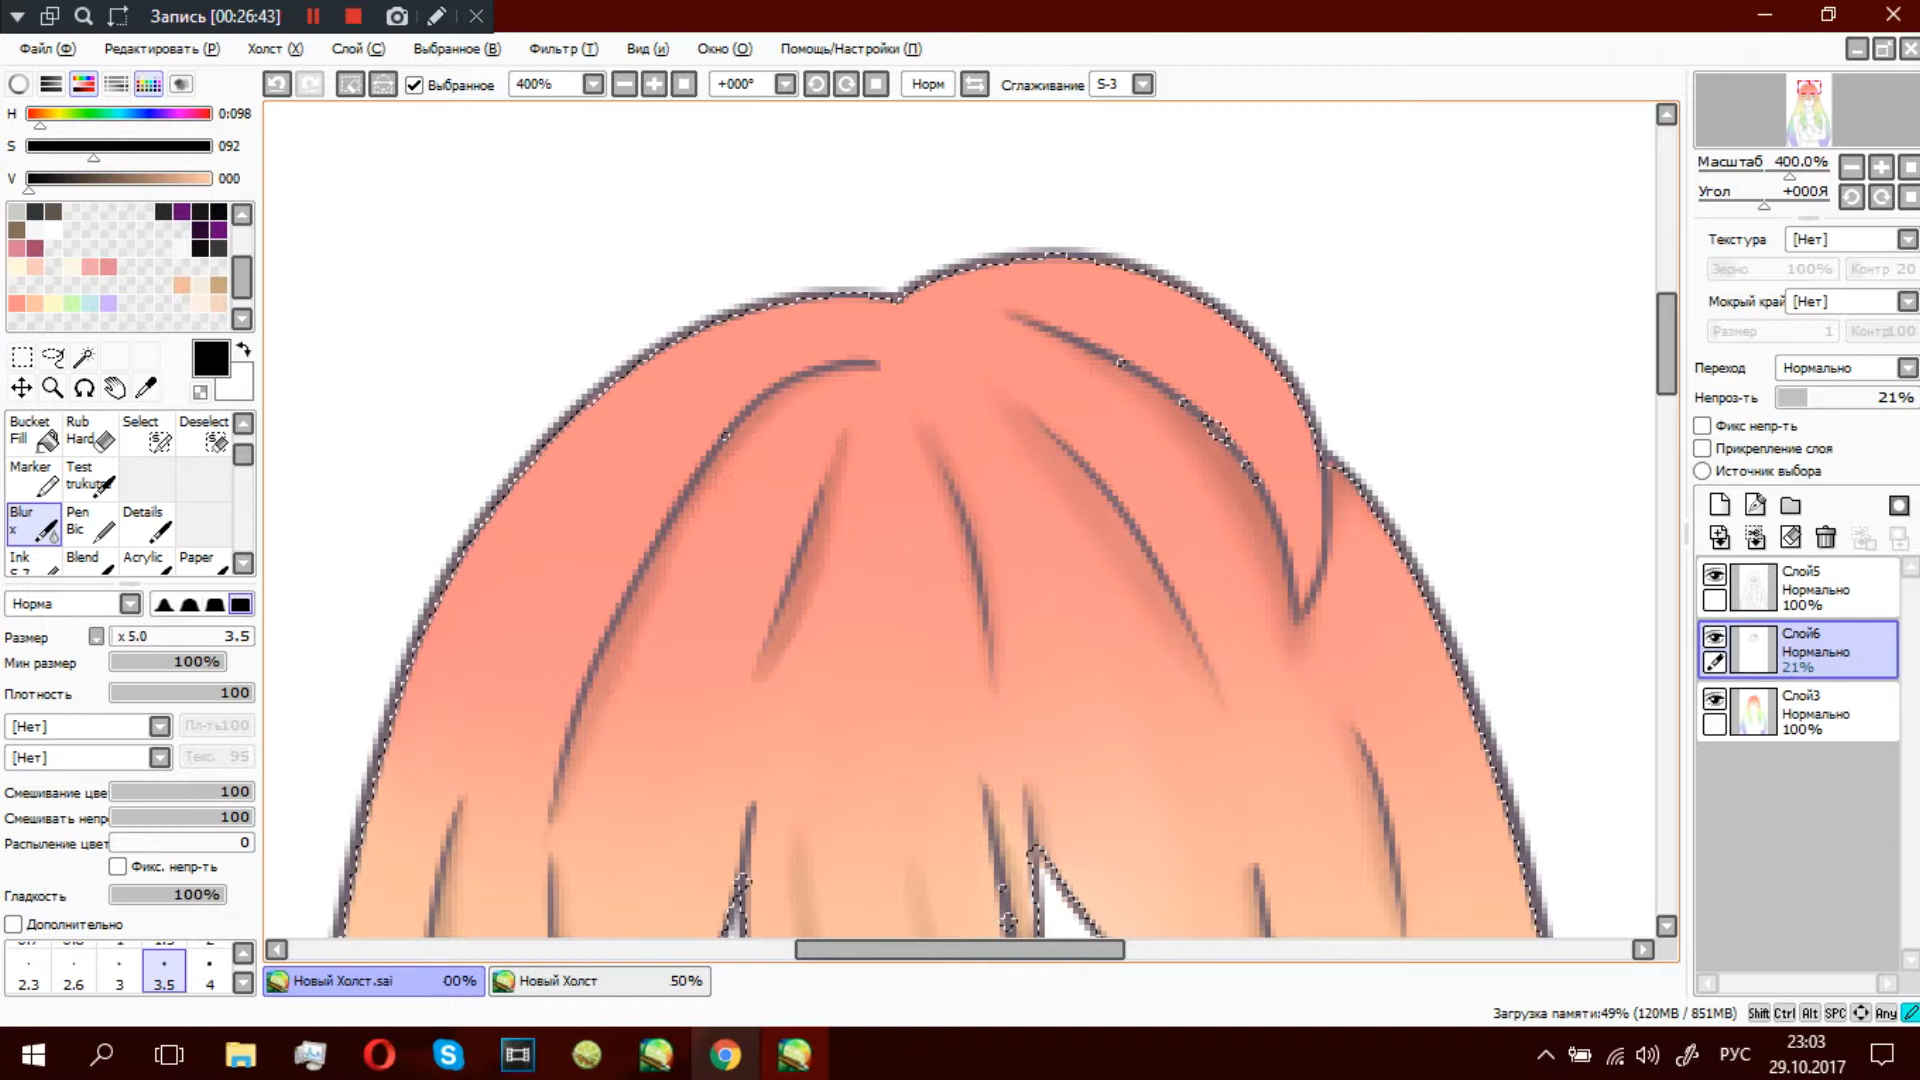 Запись [00:26:43]
Файл (Ф) Редактировать (Р) Холст (Х) Слой (С) Выбранное (В) Фильтр (Т) Вид (и) Окно (О) Помощь/Настройки (П)
Выбранное 400% +000° Норм Сглаживание S-3
H 0:098
S 092
V 000
Bucket Fill Rub Hard Select Deselect
Marker Test trukutu
Blur x Pen Bic Details
Ink S-7 Blend Acrylic Paper
Норма
Размер x 5.0 3.5
Мин размер 100%
Плотность 100
[Нет] Пл-ть100
[Нет] Текс. 95
Смешивание цве 100
Смешивать непр 100
Распыление цвет 0
Фикс. непр-ть
Гладкость 100%
Дополнительно
2.3 2.6 3 3.5 4
Новый Холст.sai 00% Новый Холст 50%
Масштаб 400.0%
Угол +000Я
Текстура [Нет]
Зерно 100% Контр 20
Мокрый край [Нет]
Размер 1 Контр100
Переход Нормально
Непроз-ть 21%
Фикс непр-ть
Прикрепление слоя
Источник выбора
Слой5
Нормально
100%
Слой6
Нормально
21%
Слой3
Нормально
100%
Загрузка памяти:49% (120MB / 851MB) Shift Ctrl Alt SPC Any
РУС 23:03
29.10.2017